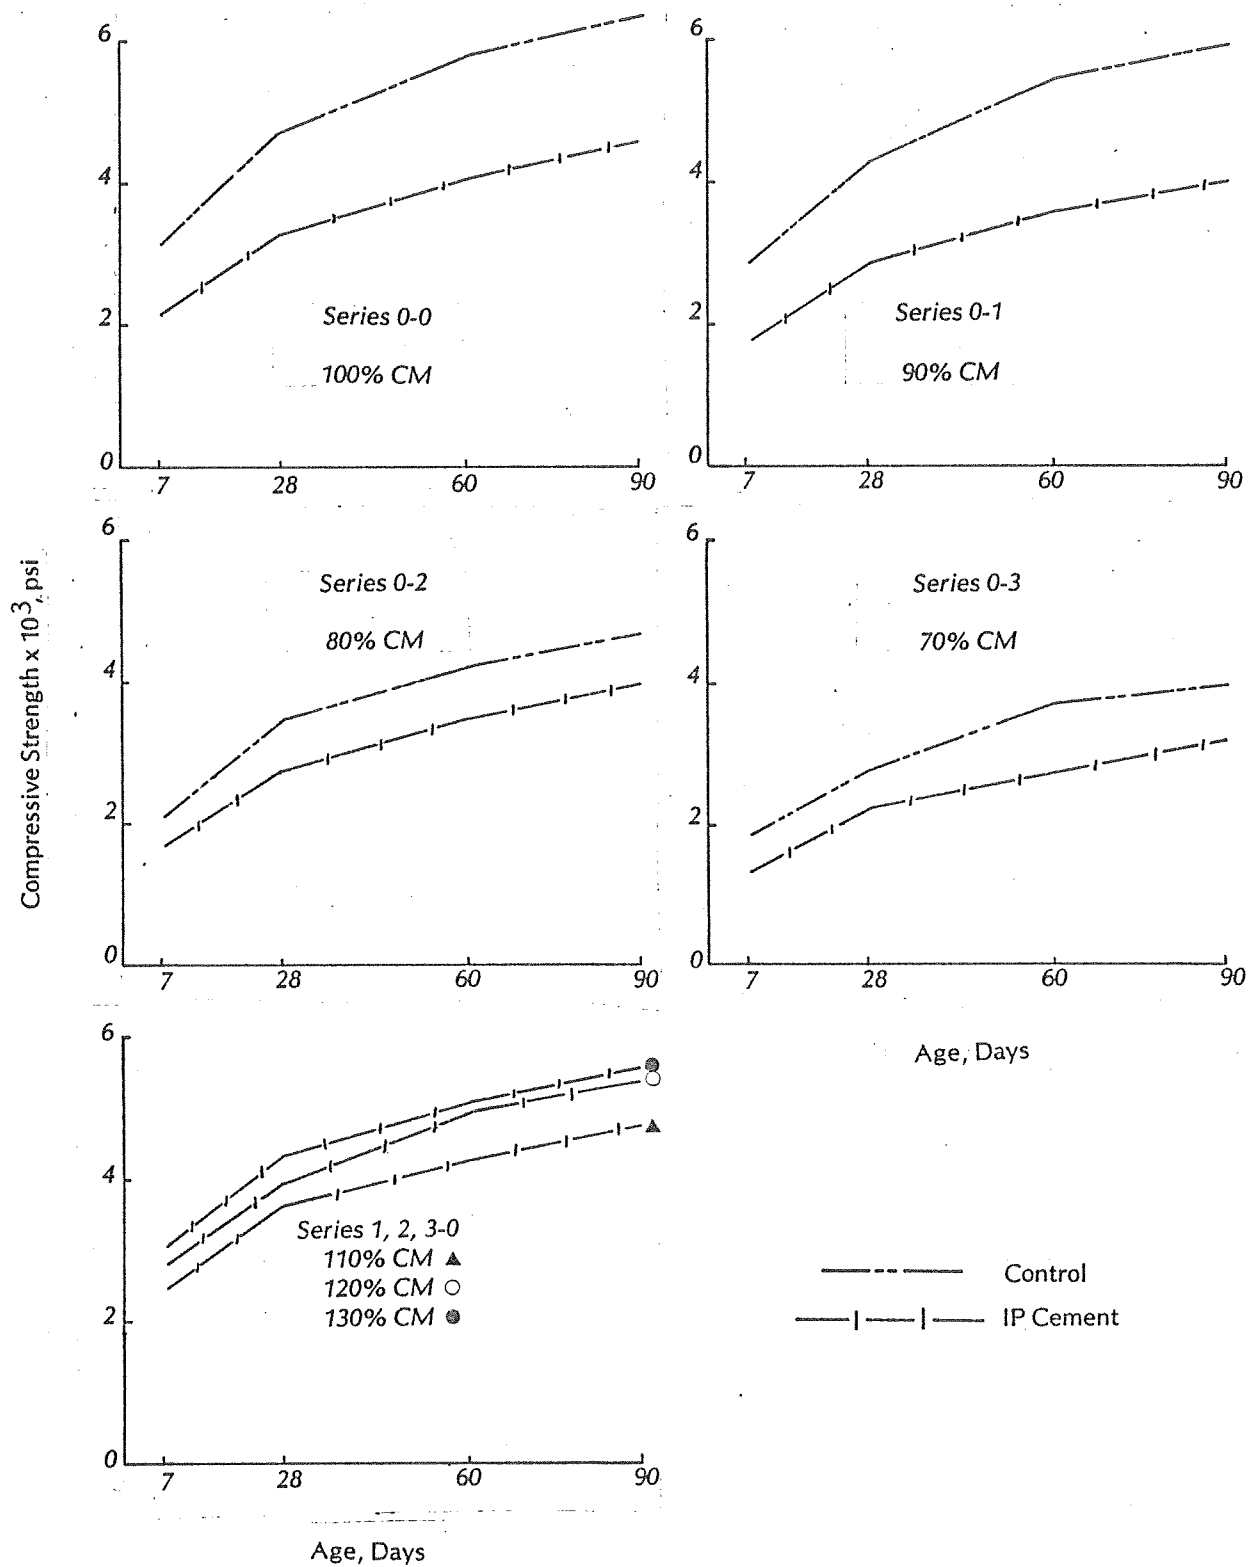 Compressive Strength x 10³, psi
6
4
2
0
7 28 60 90
Series 0-0
100% CM
6
4
2
0
7 28 60 90
Series 0-1
90% CM
6
4
2
0
7 28 60 90
Series 0-2
80% CM
6
4
2
0
7 28 60 90
Series 0-3
70% CM
Age, Days
6
4
2
0
7 28 60 90
Series 1, 2, 3-0
110% CM ▲
120% CM ○
130% CM ●
Age, Days
Control
IP Cement